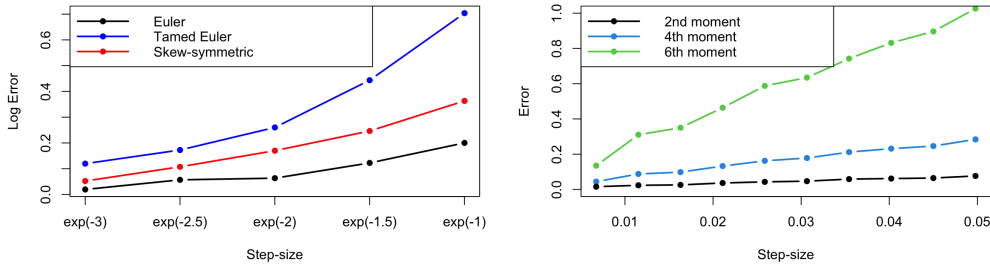 Euler
Tamed Euler
Skew-symmetric
Log Error
0.0 0.2 0.4 0.6
exp(-3) exp(-2.5) exp(-2) exp(-1.5) exp(-1)
Step-size
2nd moment
4th moment
6th moment
Error
0.0 0.2 0.4 0.6 0.8 1.0
0.01 0.02 0.03 0.04 0.05
Step-size